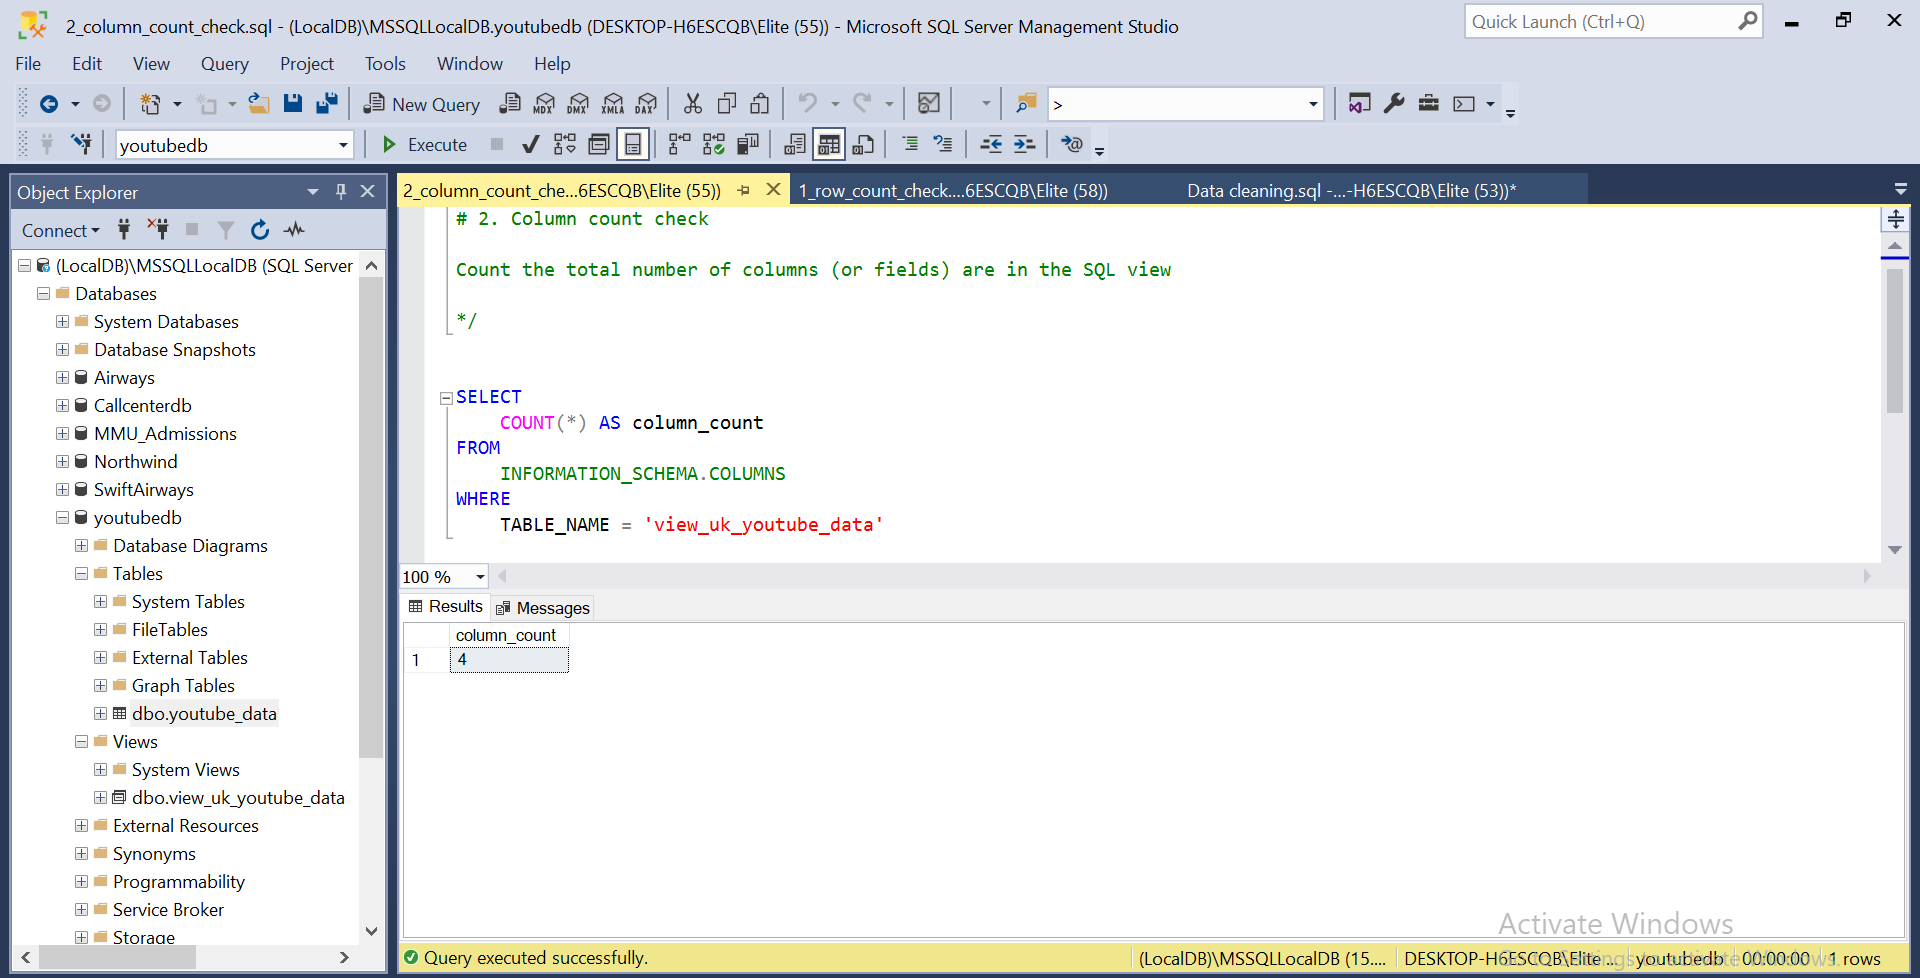 2_column_count_check.sql - (LocalDB)\MSSQLLocalDB.youtubedb (DESKTOP-H6ESCQB\Elite (55)) - Microsoft SQL Server Management Studio
Quick Launch (Ctrl+Q)
File Edit View Query Project Tools Window Help
New Query MDX DMX XMLA DAX >
youtubedb Execute
Object Explorer
Connect
(LocalDB)\MSSQLLocalDB (SQL Server
Databases
System Databases
Database Snapshots
Airways
Callcenterdb
MMU_Admissions
Northwind
SwiftAirways
youtubedb
Database Diagrams
Tables
System Tables
FileTables
External Tables
Graph Tables
dbo.youtube_data
Views
System Views
dbo.view_uk_youtube_data
External Resources
Synonyms
Programmability
Service Broker
Storage
2_column_count_che...6ESCQB\Elite (55)) 1_row_count_check....6ESCQB\Elite (58)) Data cleaning.sql -...-H6ESCQB\Elite (53))*
# 2. Column count check
Count the total number of columns (or fields) are in the SQL view
*/
SELECT
COUNT(*) AS column_count
FROM
INFORMATION_SCHEMA.COLUMNS
WHERE
TABLE_NAME = 'view_uk_youtube_data'
100 %
Results Messages
column_count
1 4
Activate Windows
Go to Settings to activate Windows.
Query executed successfully. (LocalDB)\MSSQLLocalDB (15.... DESKTOP-H6ESCQB\Elite... youtubedb 00:00:00 1 rows